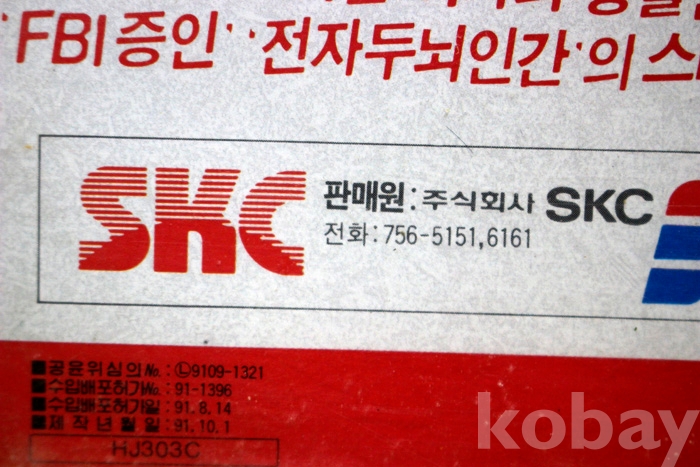 'FBI 증인' '전자두뇌인간'의 스
SKC
판매원 : 주식회사 SKC
전화 : 756-5151, 6161
■공윤위심의No. : Ⓛ9109-1321
■수입배포허가No. : 91-1396
■수입배포허가일 : 91. 8. 14
■제작년월일 : 91. 10. 1
HJ303C
kobay